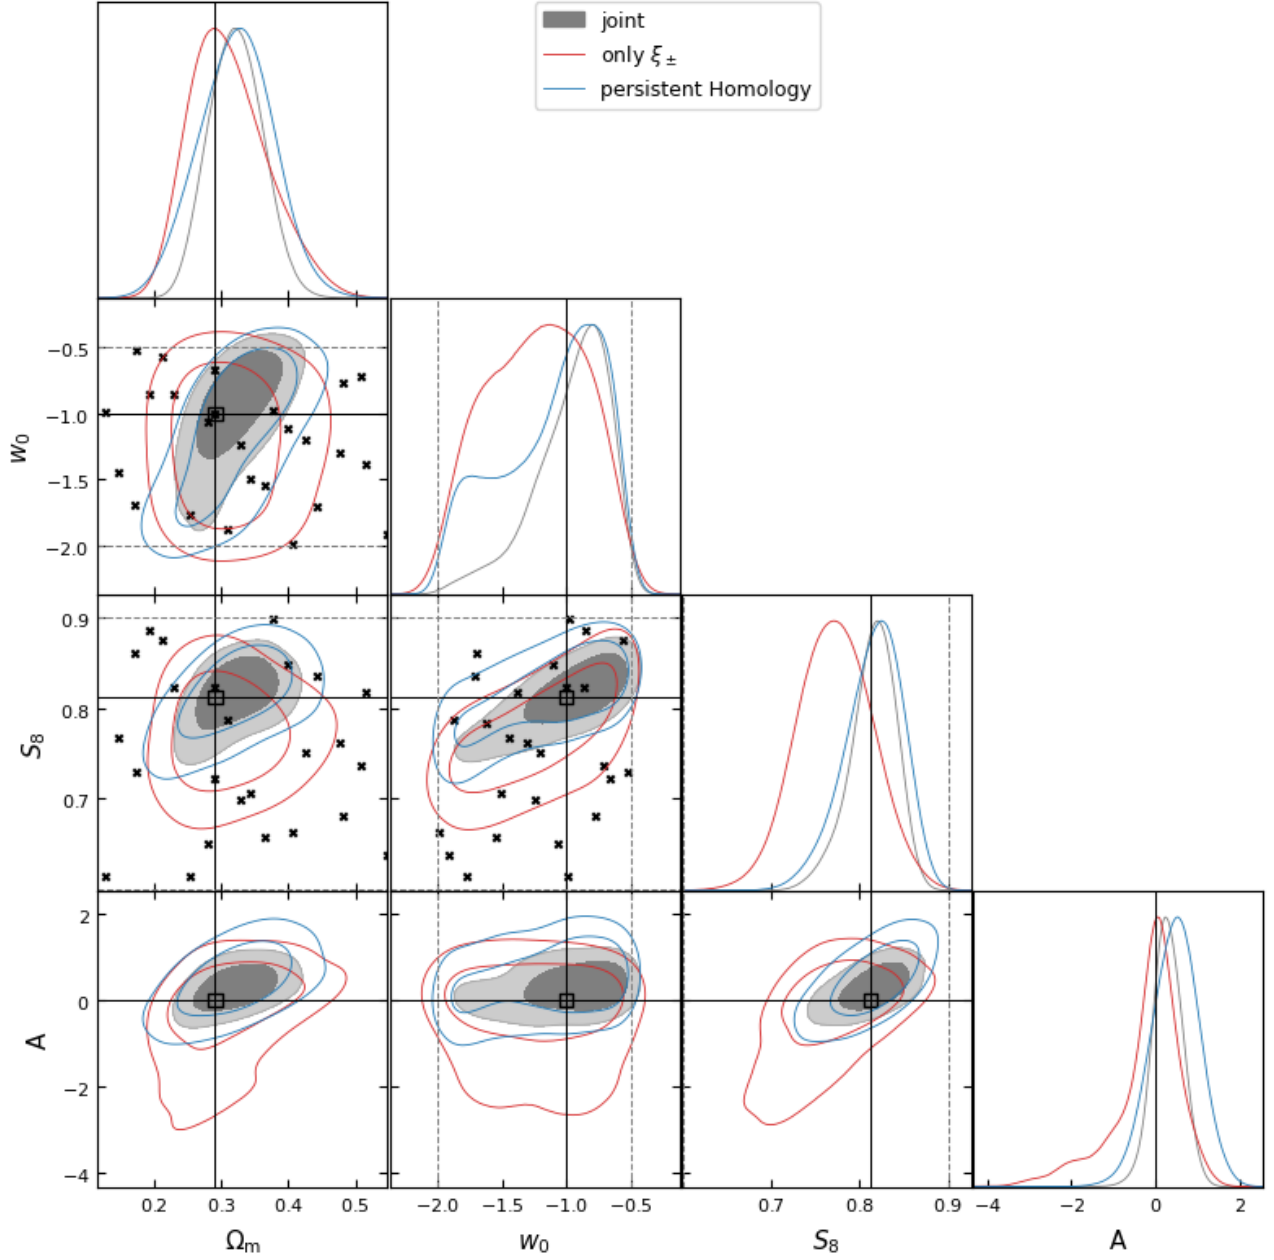 joint
only ξ±
persistent Homology
w₀
−0.5
−1.0
−1.5
−2.0
S₈
0.9
0.8
0.7
A
2
0
−2
−4
0.2 0.3 0.4 0.5
−2.0 −1.5 −1.0 −0.5
0.7 0.8 0.9
−4 −2 0 2
Ωₘ
w₀
S₈
A